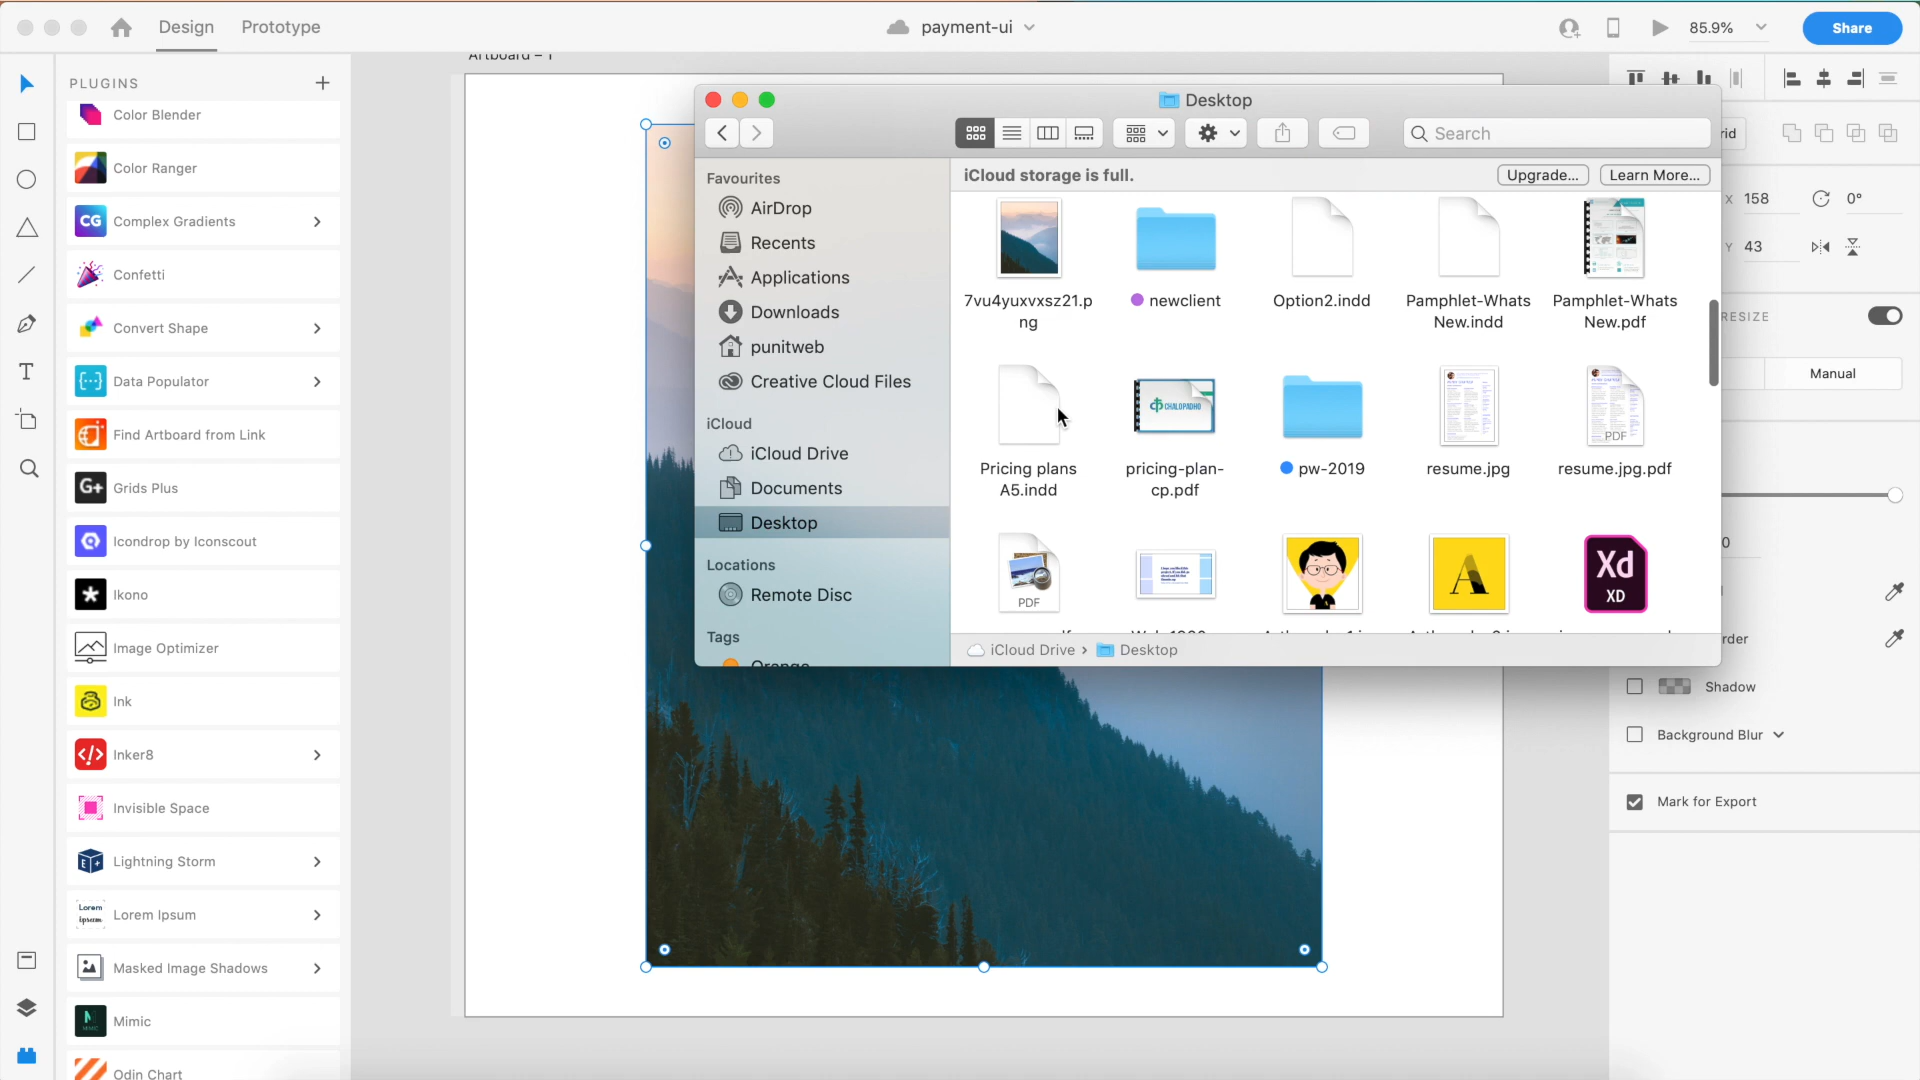 Design
Prototype
payment-ui
85.9%
Share
PLUGINS
Color Blender
Color Ranger
CG
Complex Gradients
Confetti
Convert Shape
Data Populator
Find Artboard from Link
G+
Grids Plus
Icondrop by Iconscout
Ikono
Image Optimizer
Ink
Inker8
Invisible Space
Lightning Storm
Lorem Ipsum
Masked Image Shadows
Mimic
Odin Chart
Artboard – 1
Desktop
Search
iCloud storage is full.
Upgrade...
Learn More...
Favourites
AirDrop
Recents
Applications
Downloads
punitweb
Creative Cloud Files
iCloud
iCloud Drive
Documents
Desktop
Locations
Remote Disc
Tags
Orange
7vu4yuxvxsz21.p
ng
newclient
Option2.indd
Pamphlet-Whats
New.indd
Pamphlet-Whats
New.pdf
CHALOPADHO
Pricing plans
A5.indd
pricing-plan-
cp.pdf
pw-2019
resume.jpg
PDF
resume.jpg.pdf
PDF
A
Xd
XD
iCloud Drive
Desktop
rid
X 158
0°
Y 43
RESIZE
Manual
0
rder
Shadow
Background Blur
Mark for Export